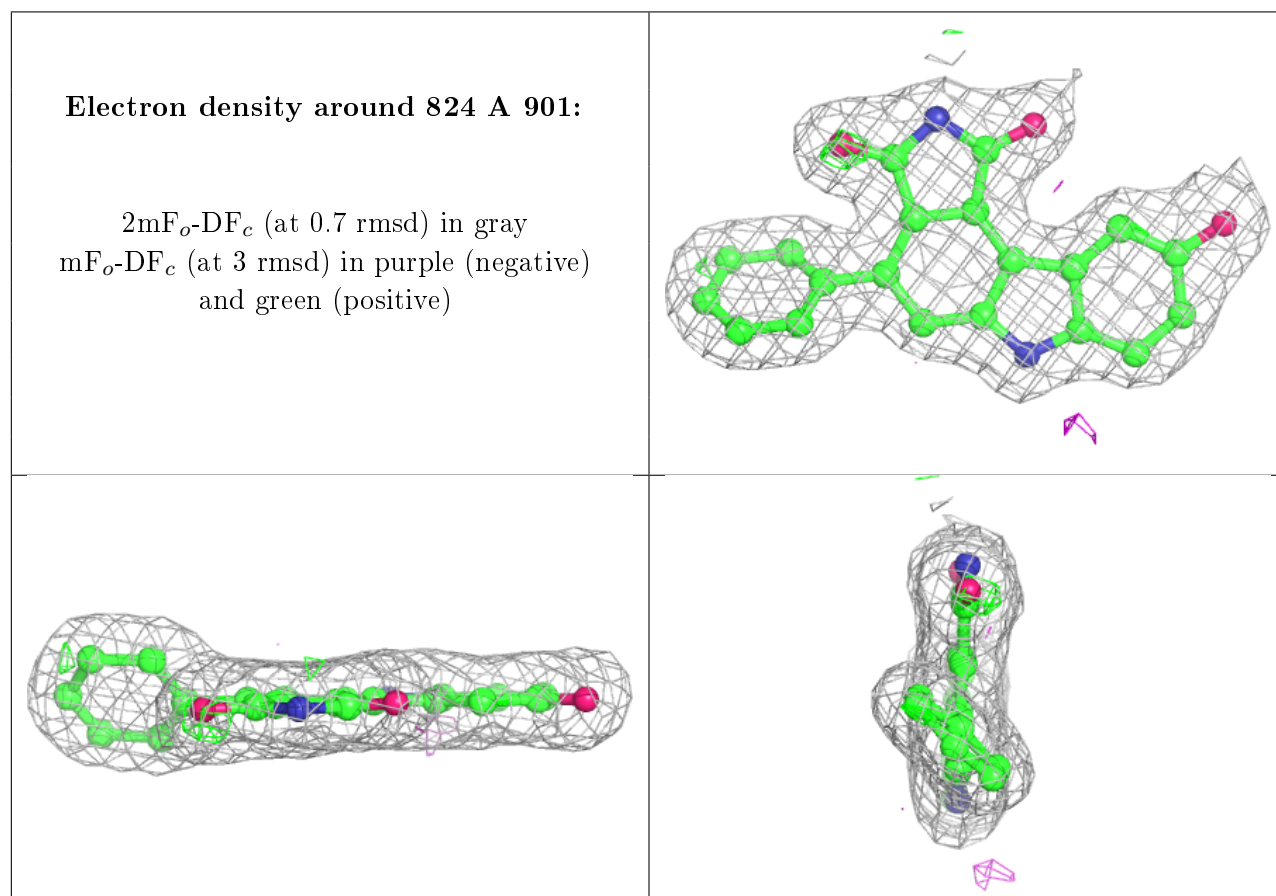 Electron density around 824 A 901:
2mFo-DFc (at 0.7 rmsd) in gray
mFo-DFc (at 3 rmsd) in purple (negative)
and green (positive)